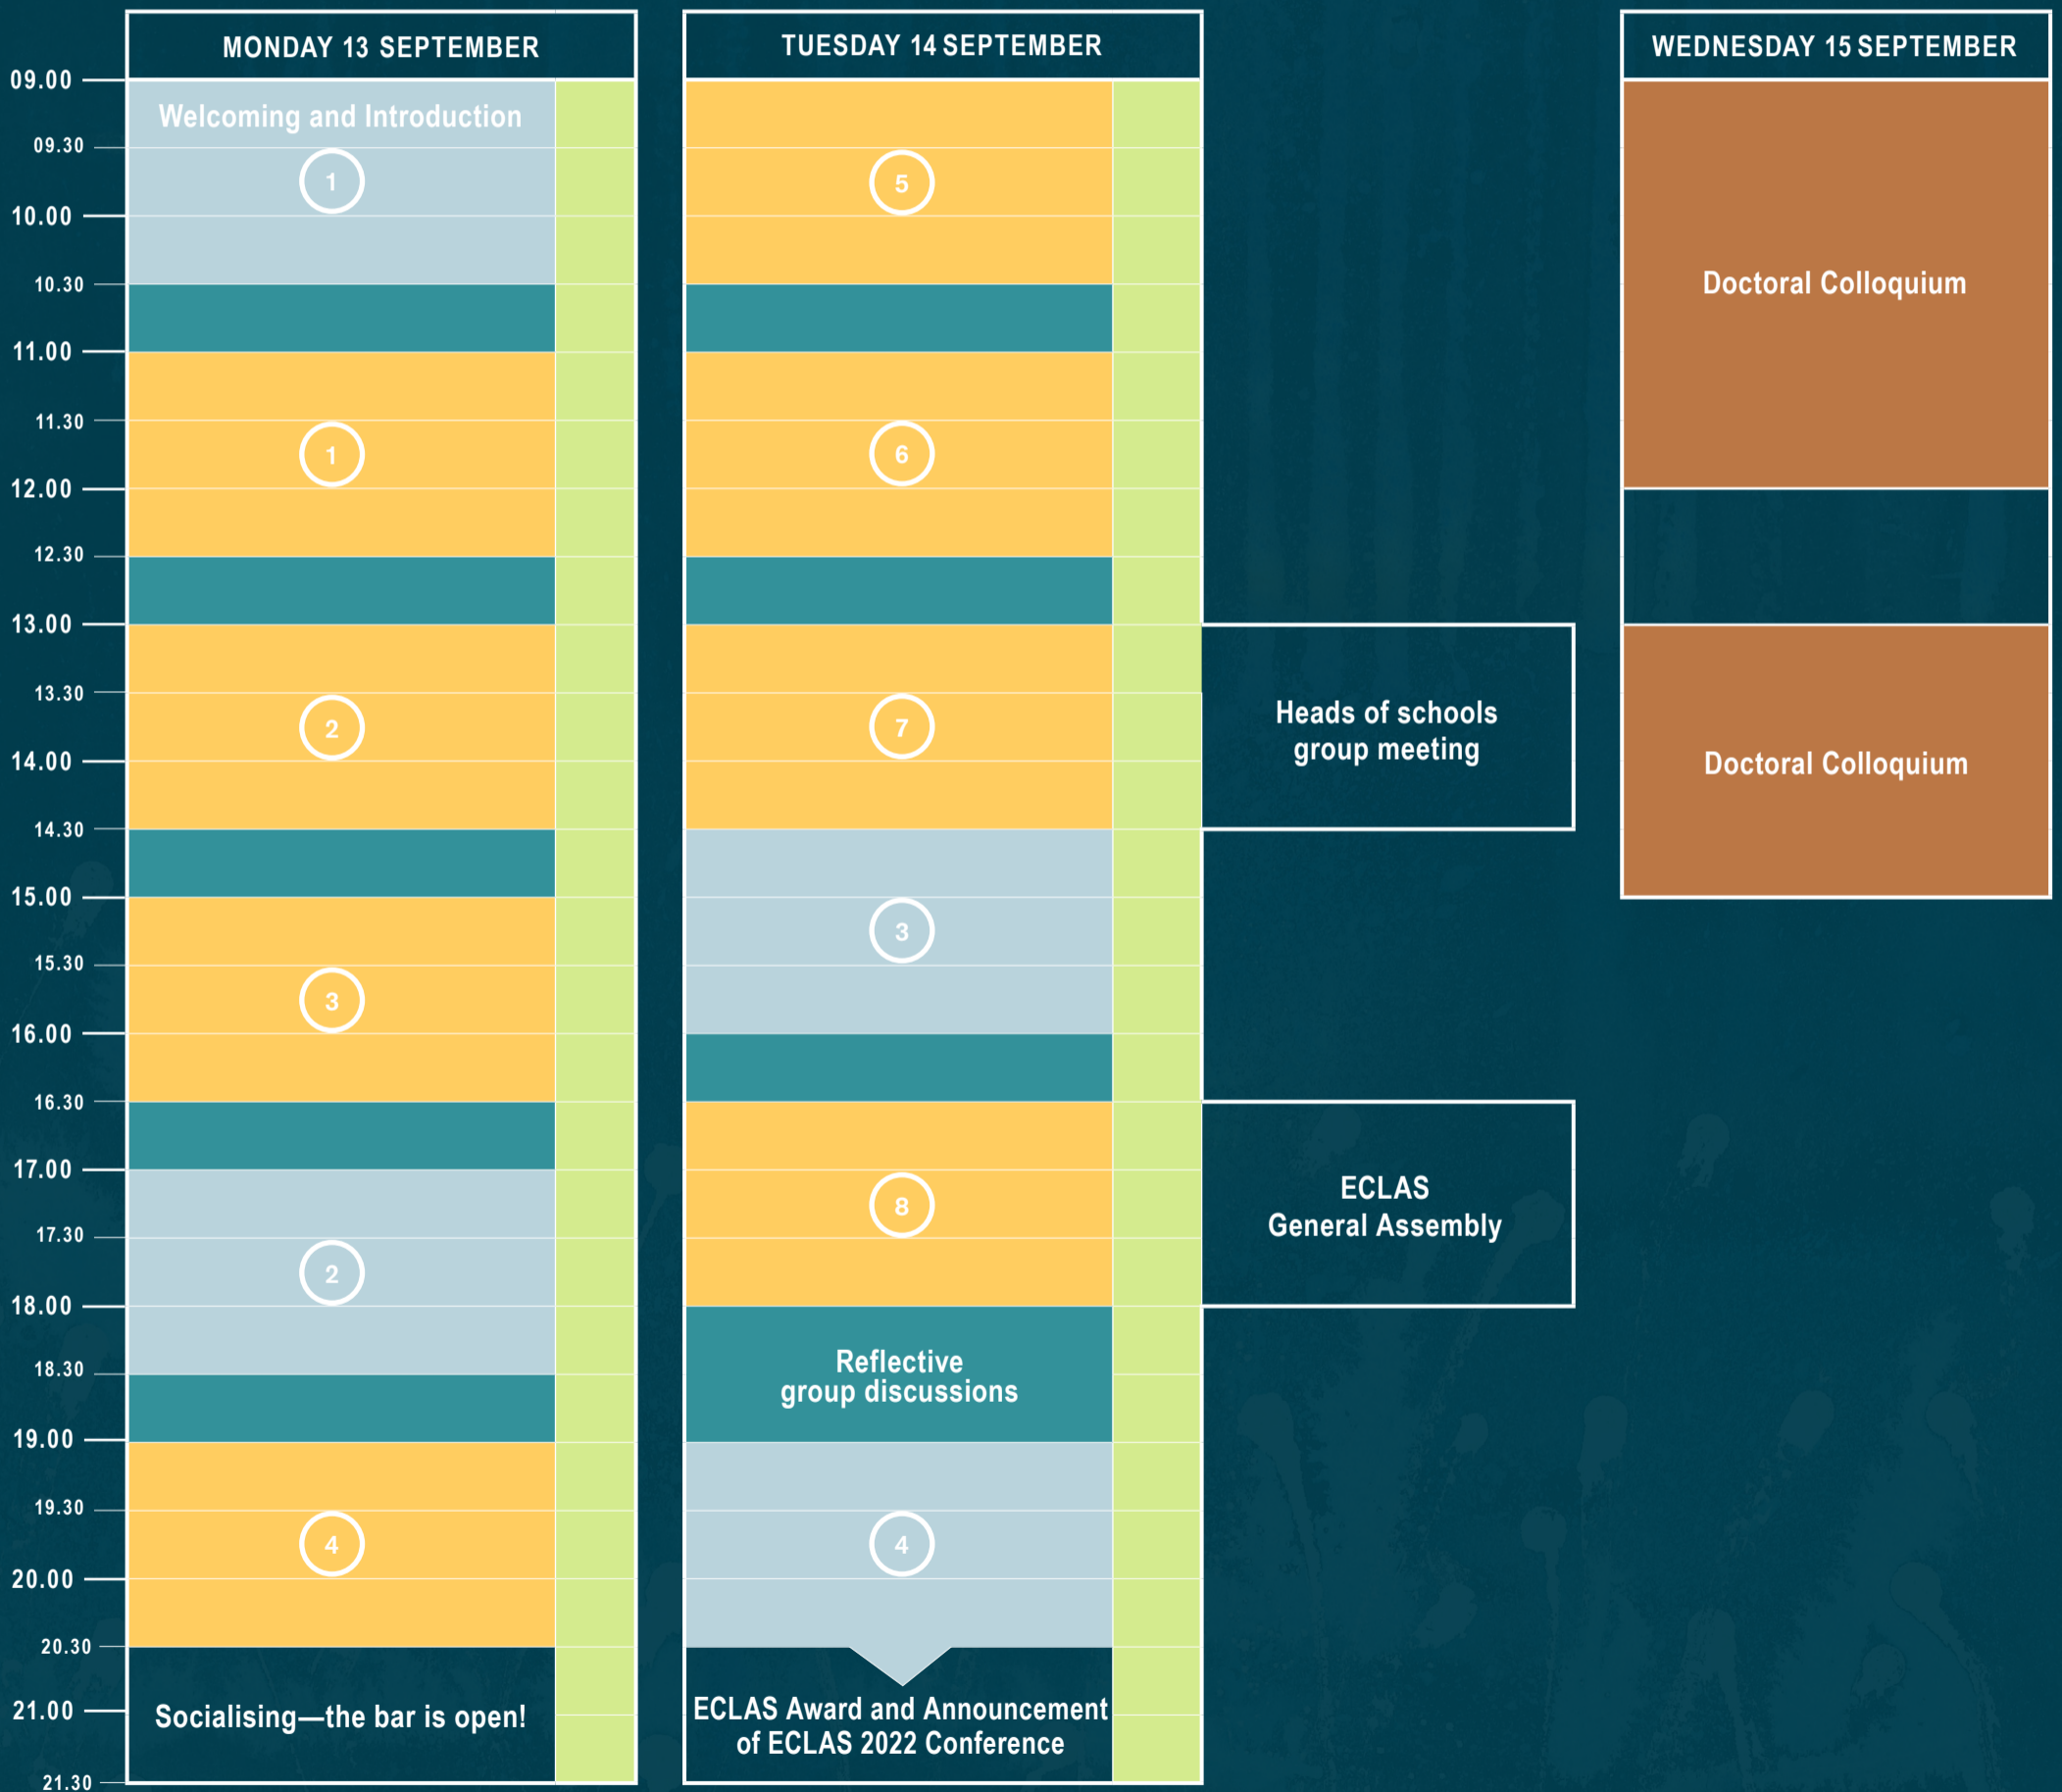 MONDAY 13 SEPTEMBER
TUESDAY 14 SEPTEMBER
WEDNESDAY 15 SEPTEMBER
09.00
09.30
10.00
10.30
11.00
11.30
12.00
12.30
13.00
13.30
14.00
14.30
15.00
15.30
16.00
16.30
17.00
17.30
18.00
18.30
19.00
19.30
20.00
20.30
21.00
21.30
Welcoming and Introduction
1
1
2
3
2
4
Socialising—the bar is open!
5
6
7
3
8
Reflective
group discussions
4
ECLAS Award and Announcement
of ECLAS 2022 Conference
Heads of schools
group meeting
ECLAS
General Assembly
Doctoral Colloquium
Doctoral Colloquium